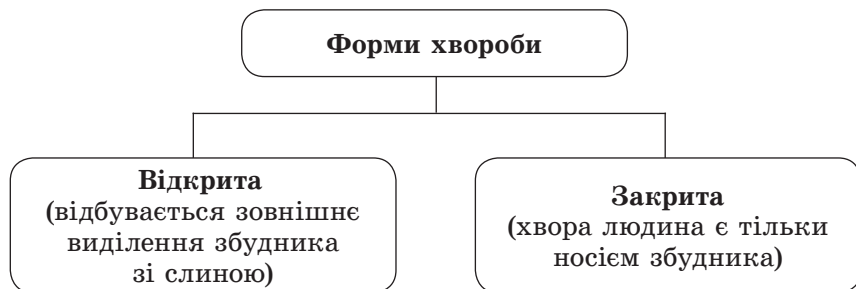 Форми хвороби
Відкрита
(відбувається зовнішнє
виділення збудника
зі слиною)
Закрита
(хвора людина є тільки
носієм збудника)